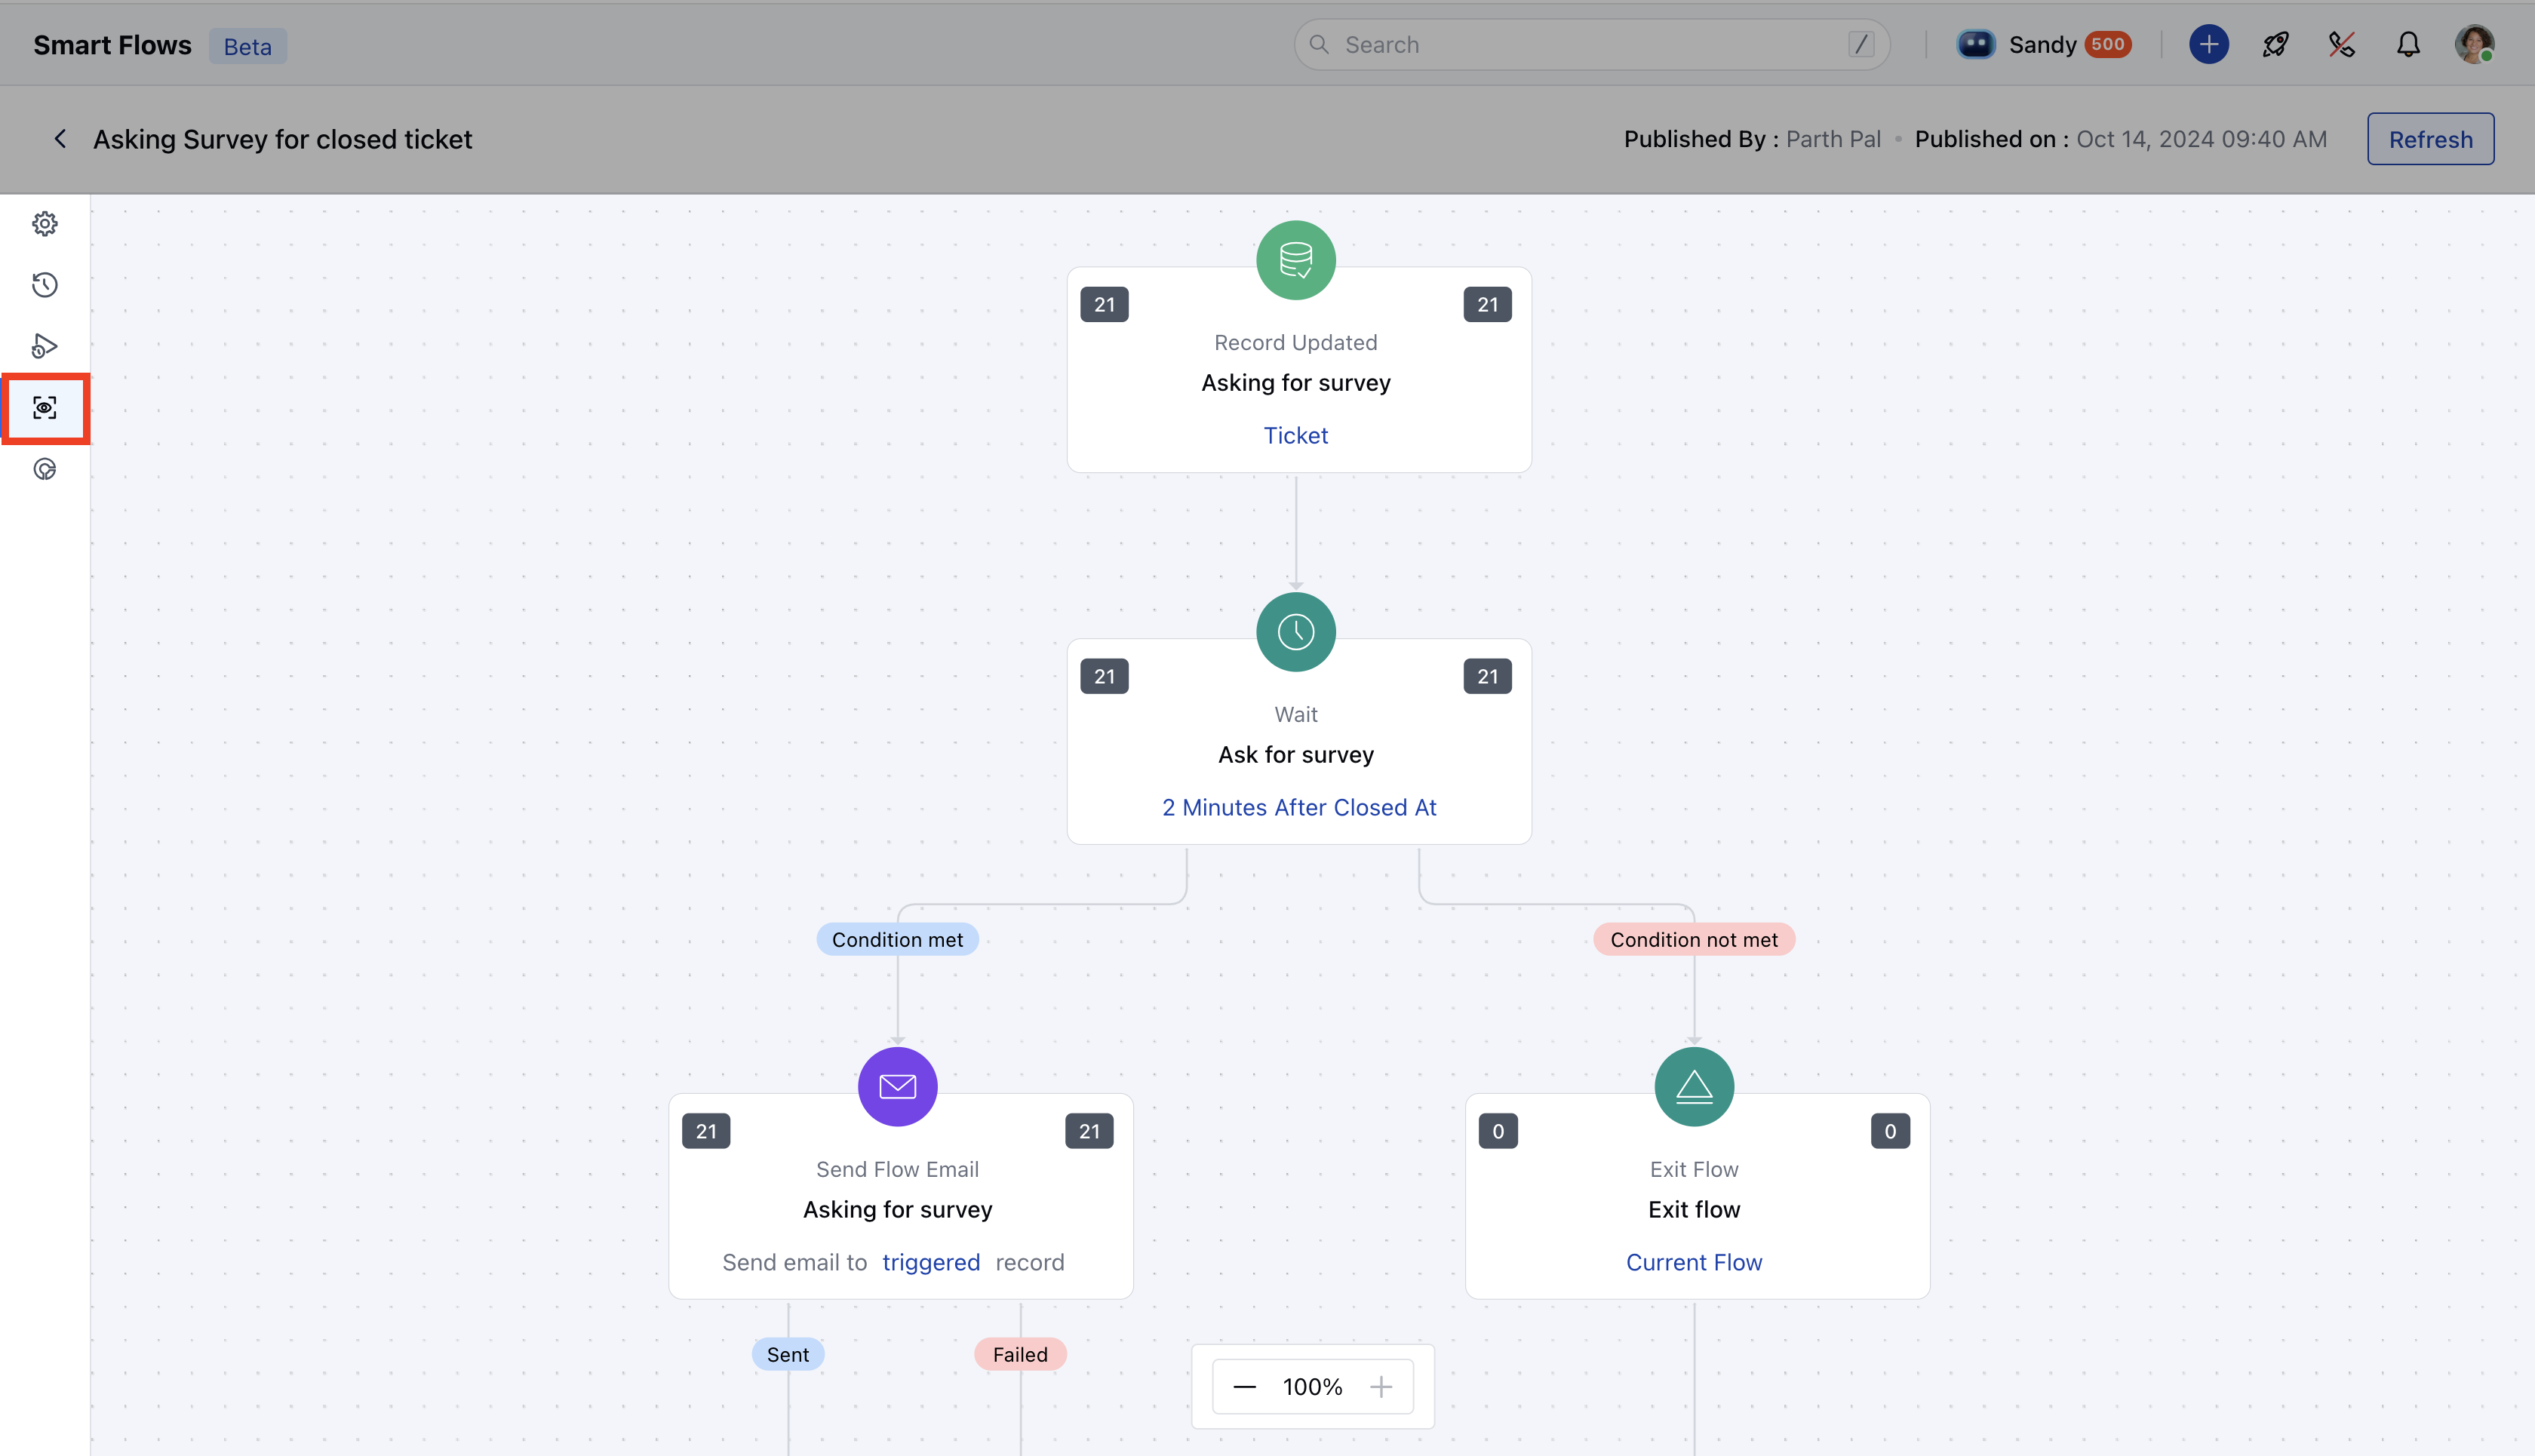 Smart Flows Beta
Search /
Sandy 500
Asking Survey for closed ticket
Published By : Parth Pal • Published on : Oct 14, 2024 09:40 AM
Refresh
21 21
Record Updated
Asking for survey
Ticket
21 21
Wait
Ask for survey
2 Minutes After Closed At
Condition met
Condition not met
21 21
Send Flow Email
Asking for survey
Send email to triggered record
0 0
Exit Flow
Exit flow
Current Flow
Sent
Failed
100%